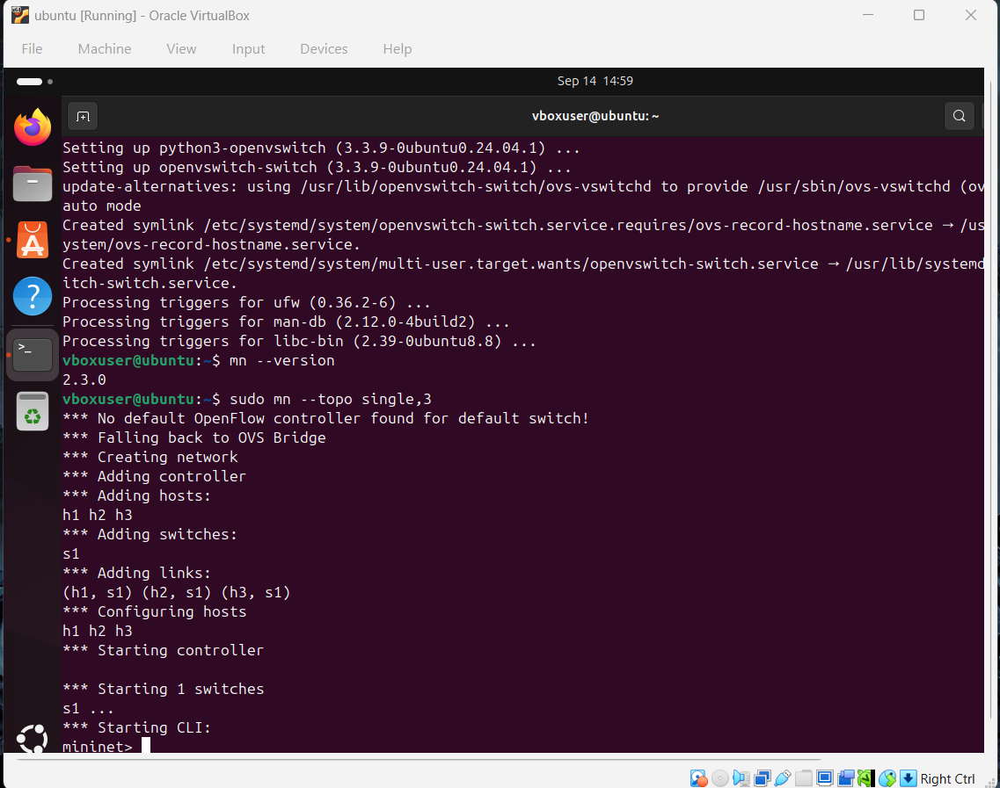 ubuntu [Running] - Oracle VirtualBox
File Machine View Input Devices Help
Sep 14 14:59
vboxuser@ubuntu: ~
Setting up python3-openvswitch (3.3.9-0ubuntu0.24.04.1) ...
Setting up openvswitch-switch (3.3.9-0ubuntu0.24.04.1) ...
update-alternatives: using /usr/lib/openvswitch-switch/ovs-vswitchd to provide /usr/sbin/ovs-vswitchd (ov
auto mode
Created symlink /etc/systemd/system/openvswitch-switch.service.requires/ovs-record-hostname.service → /us
ystem/ovs-record-hostname.service.
Created symlink /etc/systemd/system/multi-user.target.wants/openvswitch-switch.service → /usr/lib/systemd
itch-switch.service.
Processing triggers for ufw (0.36.2-6) ...
Processing triggers for man-db (2.12.0-4build2) ...
Processing triggers for libc-bin (2.39-0ubuntu8.8) ...
vboxuser@ubuntu:~$ mn --version
2.3.0
vboxuser@ubuntu:~$ sudo mn --topo single,3
*** No default OpenFlow controller found for default switch!
*** Falling back to OVS Bridge
*** Creating network
*** Adding controller
*** Adding hosts:
h1 h2 h3
*** Adding switches:
s1
*** Adding links:
(h1, s1) (h2, s1) (h3, s1)
*** Configuring hosts
h1 h2 h3
*** Starting controller
*** Starting 1 switches
s1 ...
*** Starting CLI:
mininet>
Right Ctrl